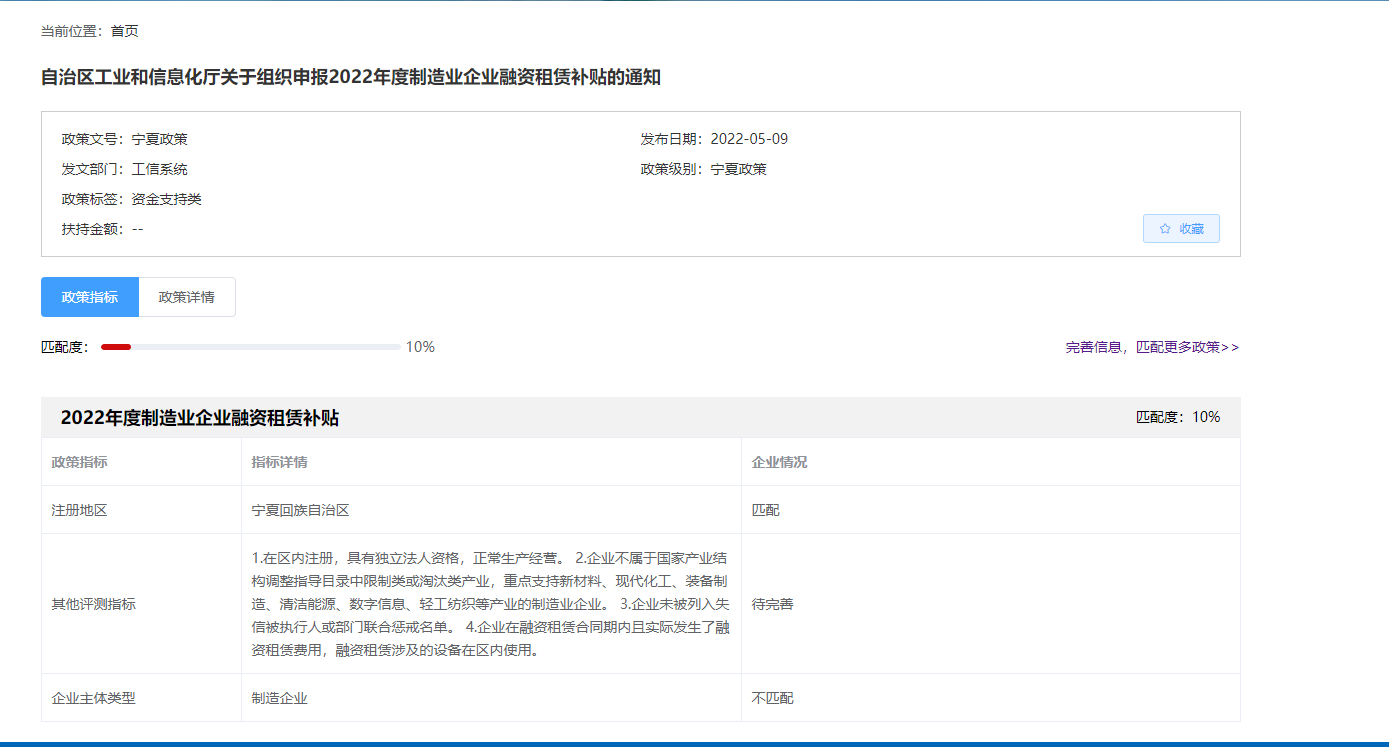 当前位置：首页
自治区工业和信息化厅关于组织申报2022年度制造业企业融资租赁补贴的通知
政策文号：宁夏政策
发布日期：2022-05-09
发文部门：工信系统
政策级别：宁夏政策
政策标签：资金支持类
扶持金额：--
收藏
政策指标
政策详情
匹配度：
10%
完善信息，匹配更多政策>>
2022年度制造业企业融资租赁补贴
匹配度：10%
政策指标
指标详情
企业情况
注册地区
宁夏回族自治区
匹配
其他评测指标
1.在区内注册，具有独立法人资格，正常生产经营。 2.企业不属于国家产业结
构调整指导目录中限制类或淘汰类产业，重点支持新材料、现代化工、装备制
造、清洁能源、数字信息、轻工纺织等产业的制造业企业。 3.企业未被列入失
信被执行人或部门联合惩戒名单。 4.企业在融资租赁合同期内且实际发生了融
资租赁费用，融资租赁涉及的设备在区内使用。
待完善
企业主体类型
制造企业
不匹配